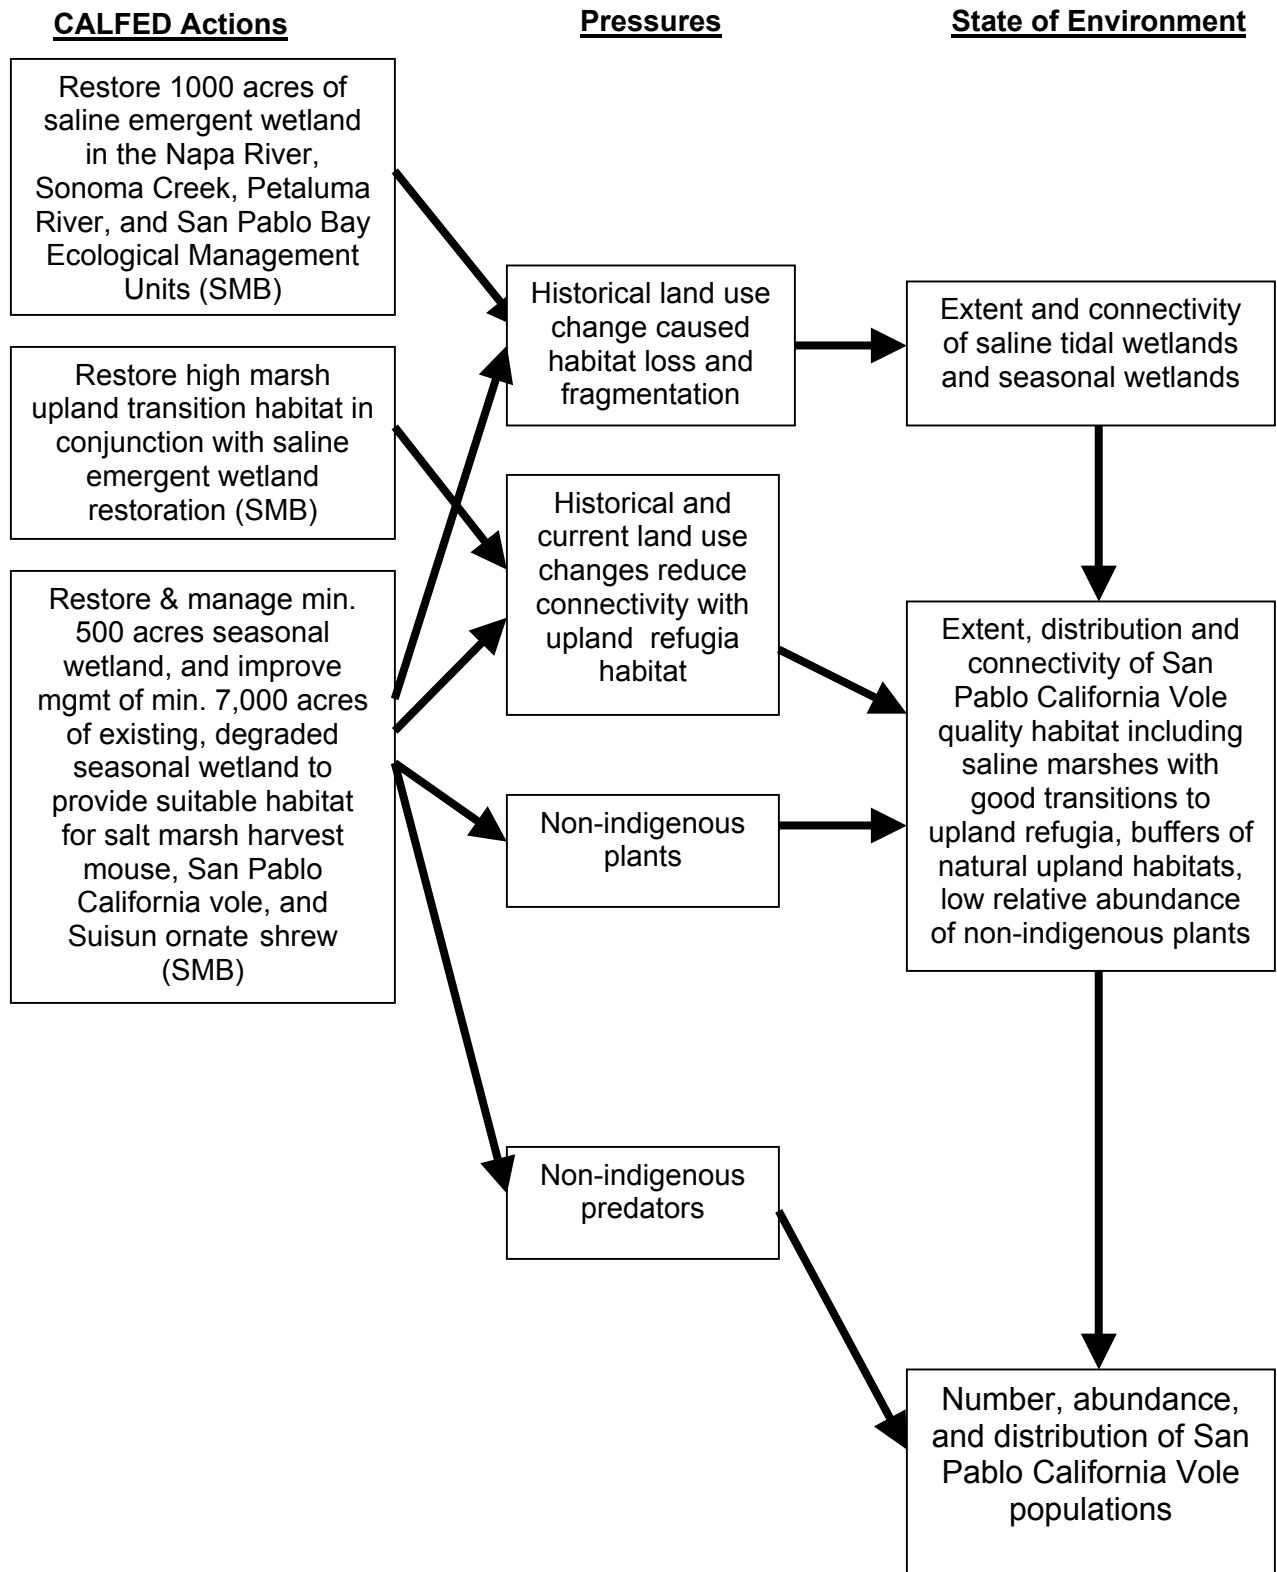 CALFED Actions
Pressures
State of Environment
Restore 1000 acres of
saline emergent wetland
in the Napa River,
Sonoma Creek, Petaluma
River, and San Pablo Bay
Ecological Management
Units (SMB)
Restore high marsh
upland transition habitat in
conjunction with saline
emergent wetland
restoration (SMB)
Restore & manage min.
500 acres seasonal
wetland, and improve
mgmt of min. 7,000 acres
of existing, degraded
seasonal wetland to
provide suitable habitat
for salt marsh harvest
mouse, San Pablo
California vole, and
Suisun ornate shrew
(SMB)
Historical land use
change caused
habitat loss and
fragmentation
Historical and
current land use
changes reduce
connectivity with
upland refugia
habitat
Non-indigenous
plants
Non-indigenous
predators
Extent and connectivity
of saline tidal wetlands
and seasonal wetlands
Extent, distribution and
connectivity of San
Pablo California Vole
quality habitat including
saline marshes with
good transitions to
upland refugia, buffers of
natural upland habitats,
low relative abundance
of non-indigenous plants
Number, abundance,
and distribution of San
Pablo California Vole
populations